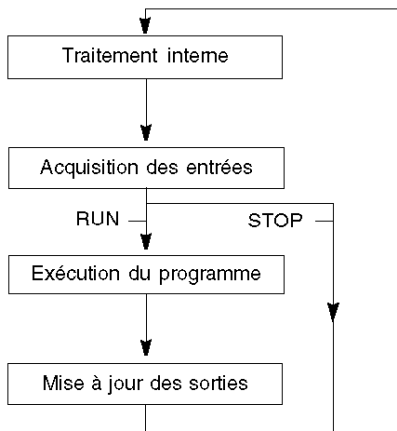 Traitement interne
Acquisition des entrées
RUN
STOP
Exécution du programme
Mise à jour des sorties